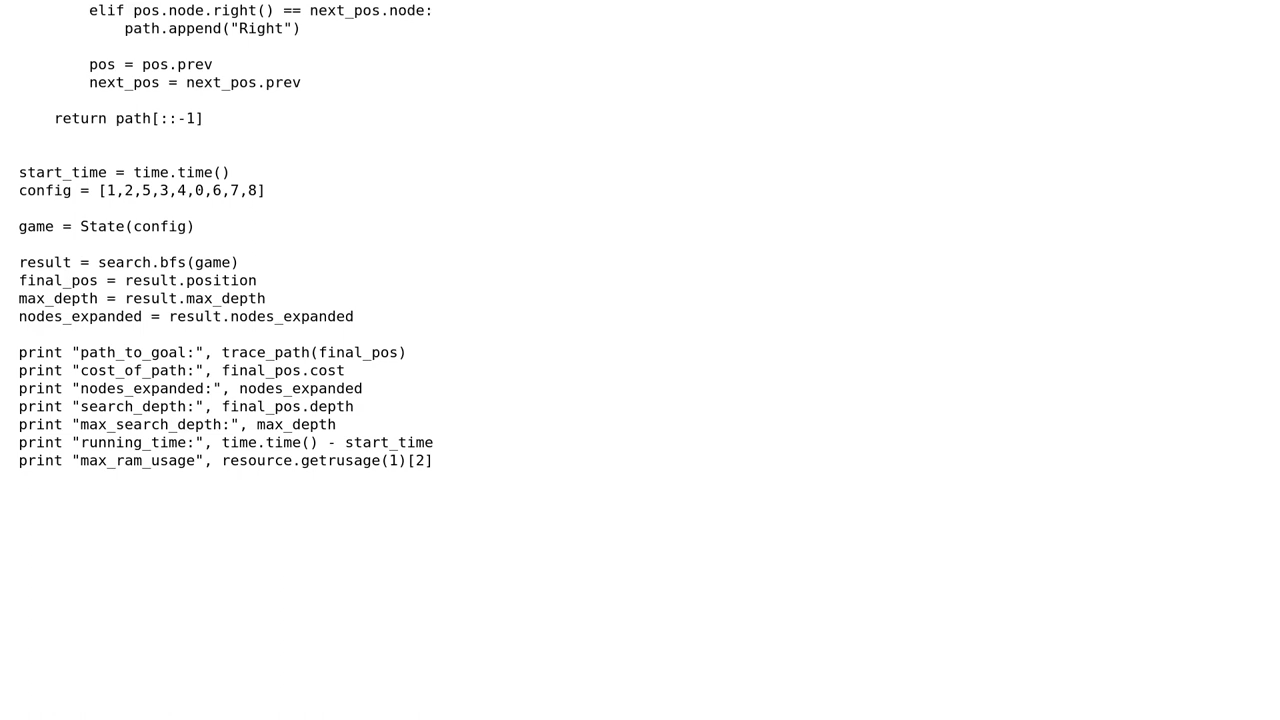 elif pos.node.right() == next_pos.node:
            path.append("Right")

        pos = pos.prev
        next_pos = next_pos.prev

    return path[::-1]


start_time = time.time()
config = [1,2,5,3,4,0,6,7,8]

game = State(config)

result = search.bfs(game)
final_pos = result.position
max_depth = result.max_depth
nodes_expanded = result.nodes_expanded

print "path_to_goal:", trace_path(final_pos)
print "cost_of_path:", final_pos.cost
print "nodes_expanded:", nodes_expanded
print "search_depth:", final_pos.depth
print "max_search_depth:", max_depth
print "running_time:", time.time() - start_time
print "max_ram_usage", resource.getrusage(1)[2]